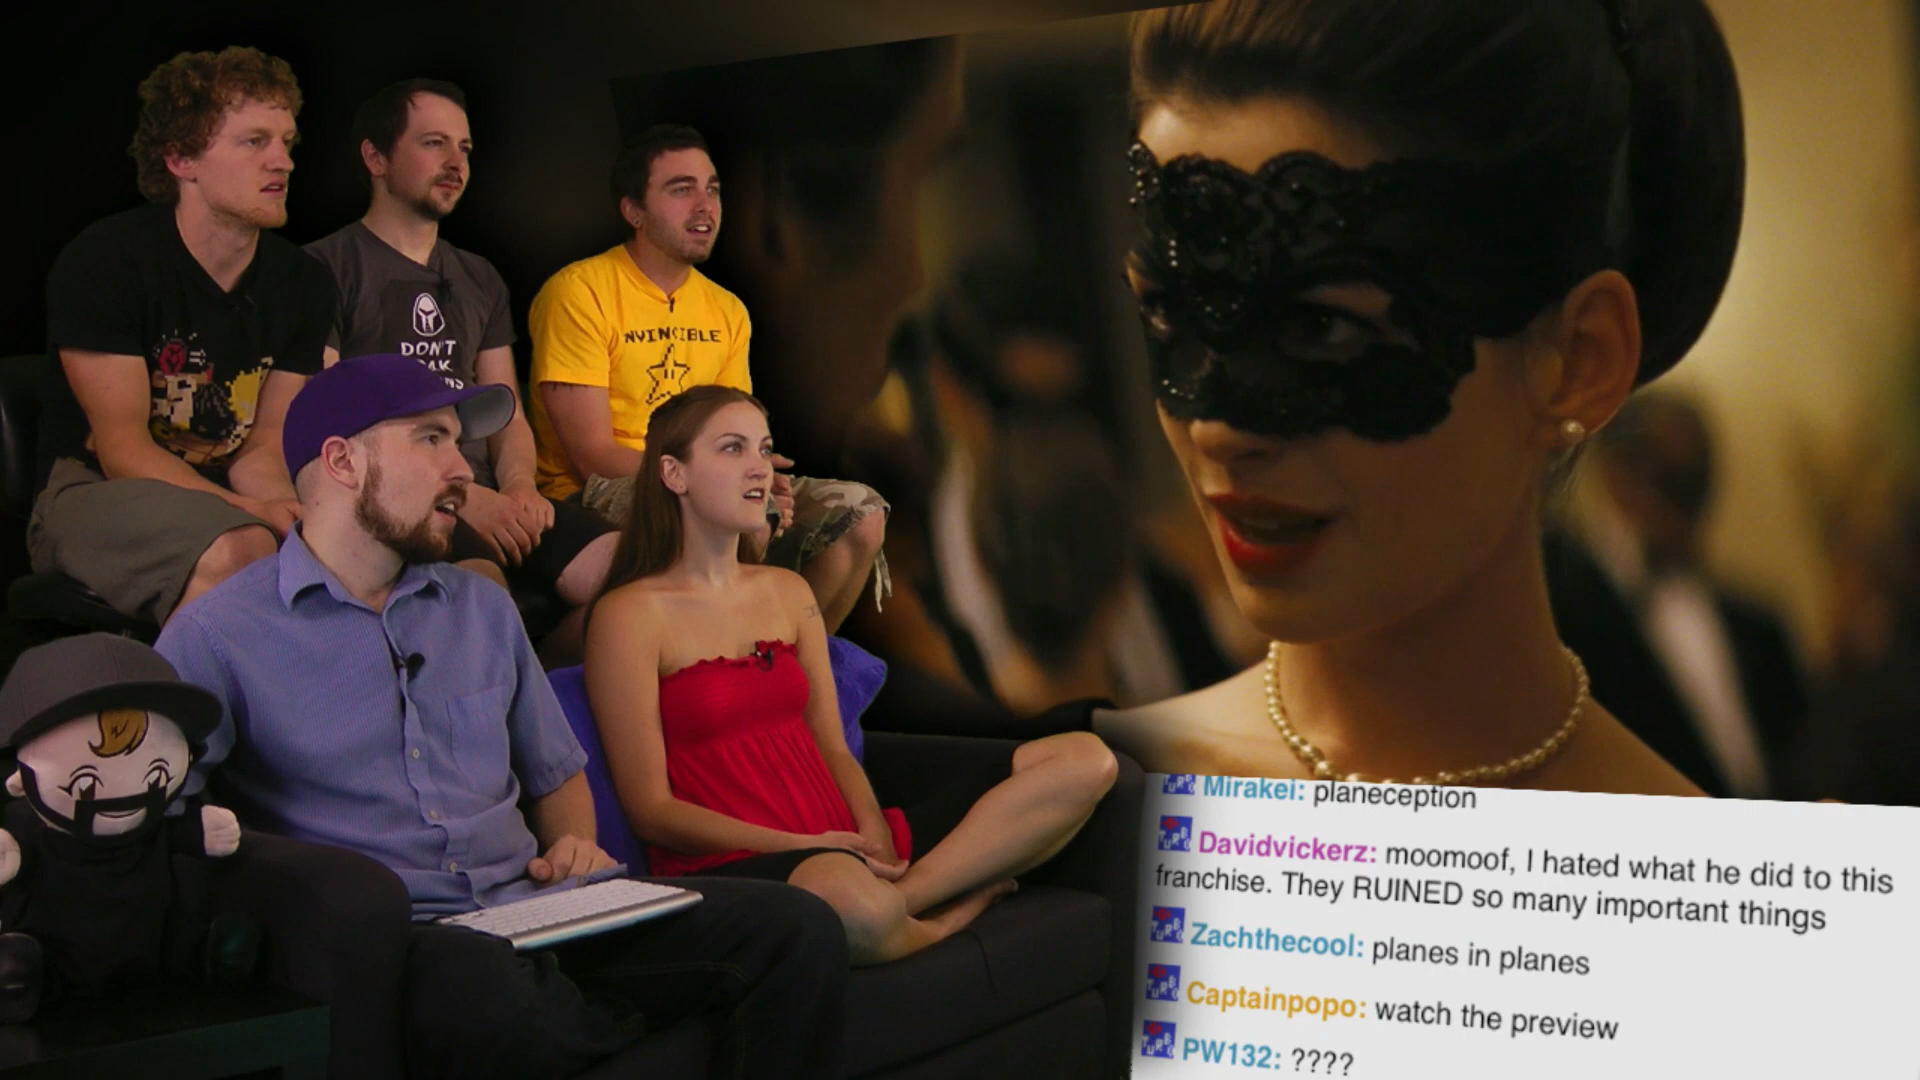 DON'T
INVINCIBLE
Mirakei: planeception
Davidvickerz: moomoof, I hated what he did to this
franchise. They RUINED so many important things
Zachthecool: planes in planes
Captainpopo: watch the preview
PW132: ????